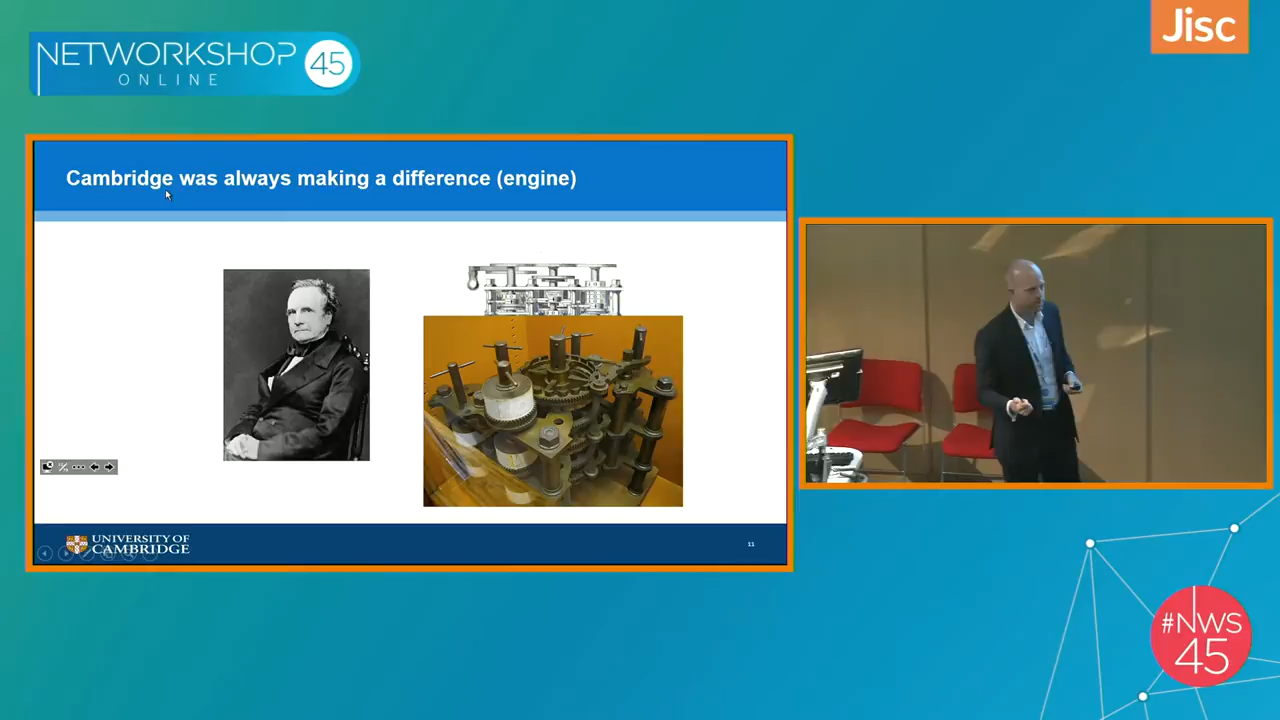 NETWORKSHOP 45
ONLINE
Jisc
Cambridge was always making a difference (engine)
UNIVERSITY OF
CAMBRIDGE
11
#NWS
45